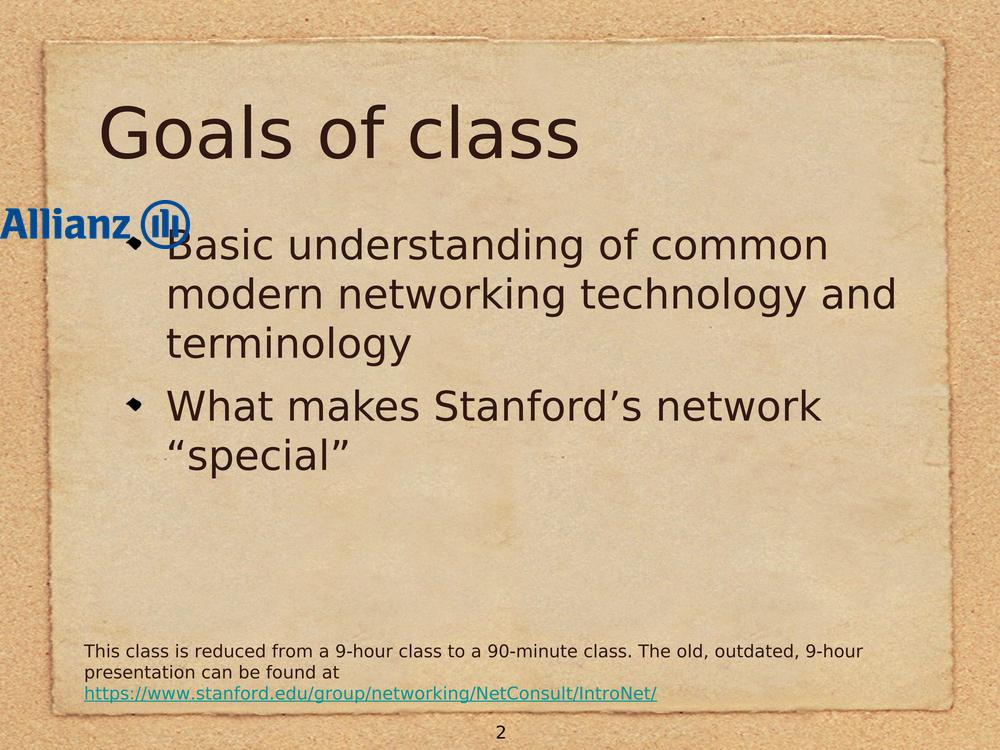 Goals of class
Allianz
Basic understanding of common
modern networking technology and
terminology
What makes Stanford’s network
“special”
This class is reduced from a 9-hour class to a 90-minute class. The old, outdated, 9-hour
presentation can be found at
https://www.stanford.edu/group/networking/NetConsult/IntroNet/
2